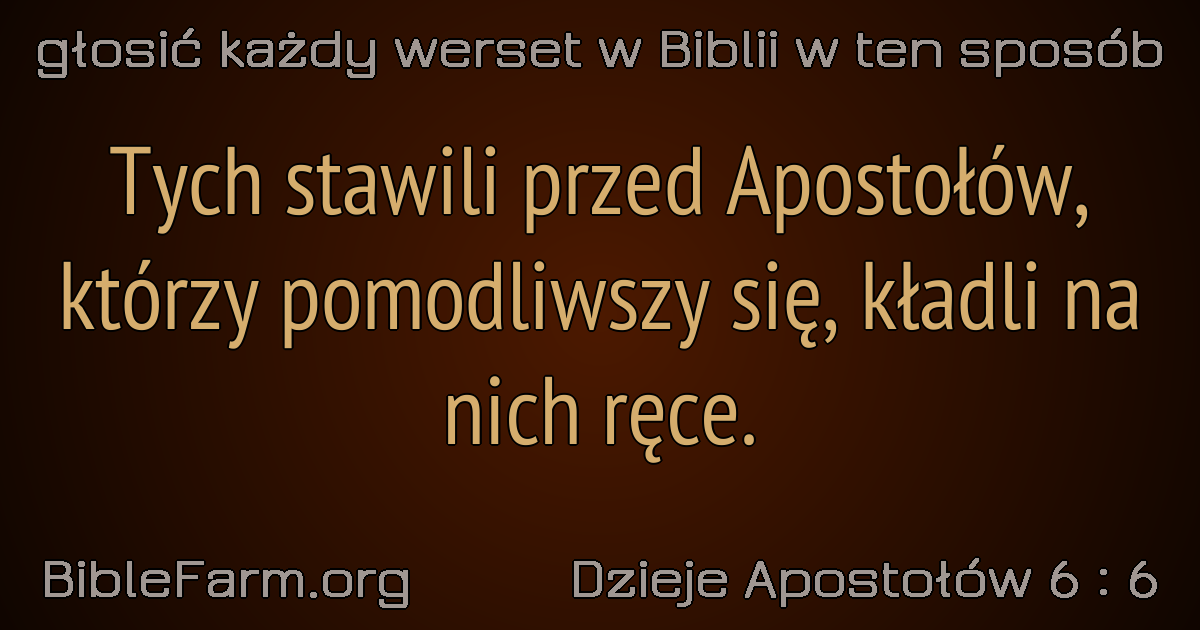 głosić każdy werset w Biblii w ten sposób
Tych stawili przed Apostołów,
którzy pomodliwszy się, kładli na
nich ręce.
BibleFarm.org
Dzieje Apostołów 6 : 6